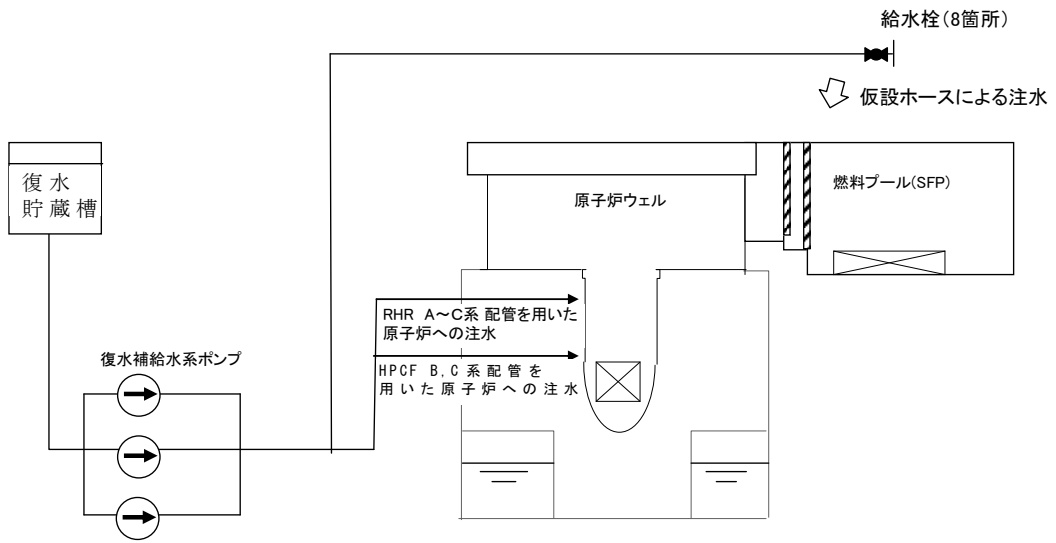 給水栓(8箇所)
仮設ホースによる注水
復水
貯蔵槽
原子炉ウェル
燃料プール(SFP)
RHR A~C系 配管を用いた
原子炉への注水
復水補給水系ポンプ
HPCF B,C 系配管を
用いた原子炉への注水